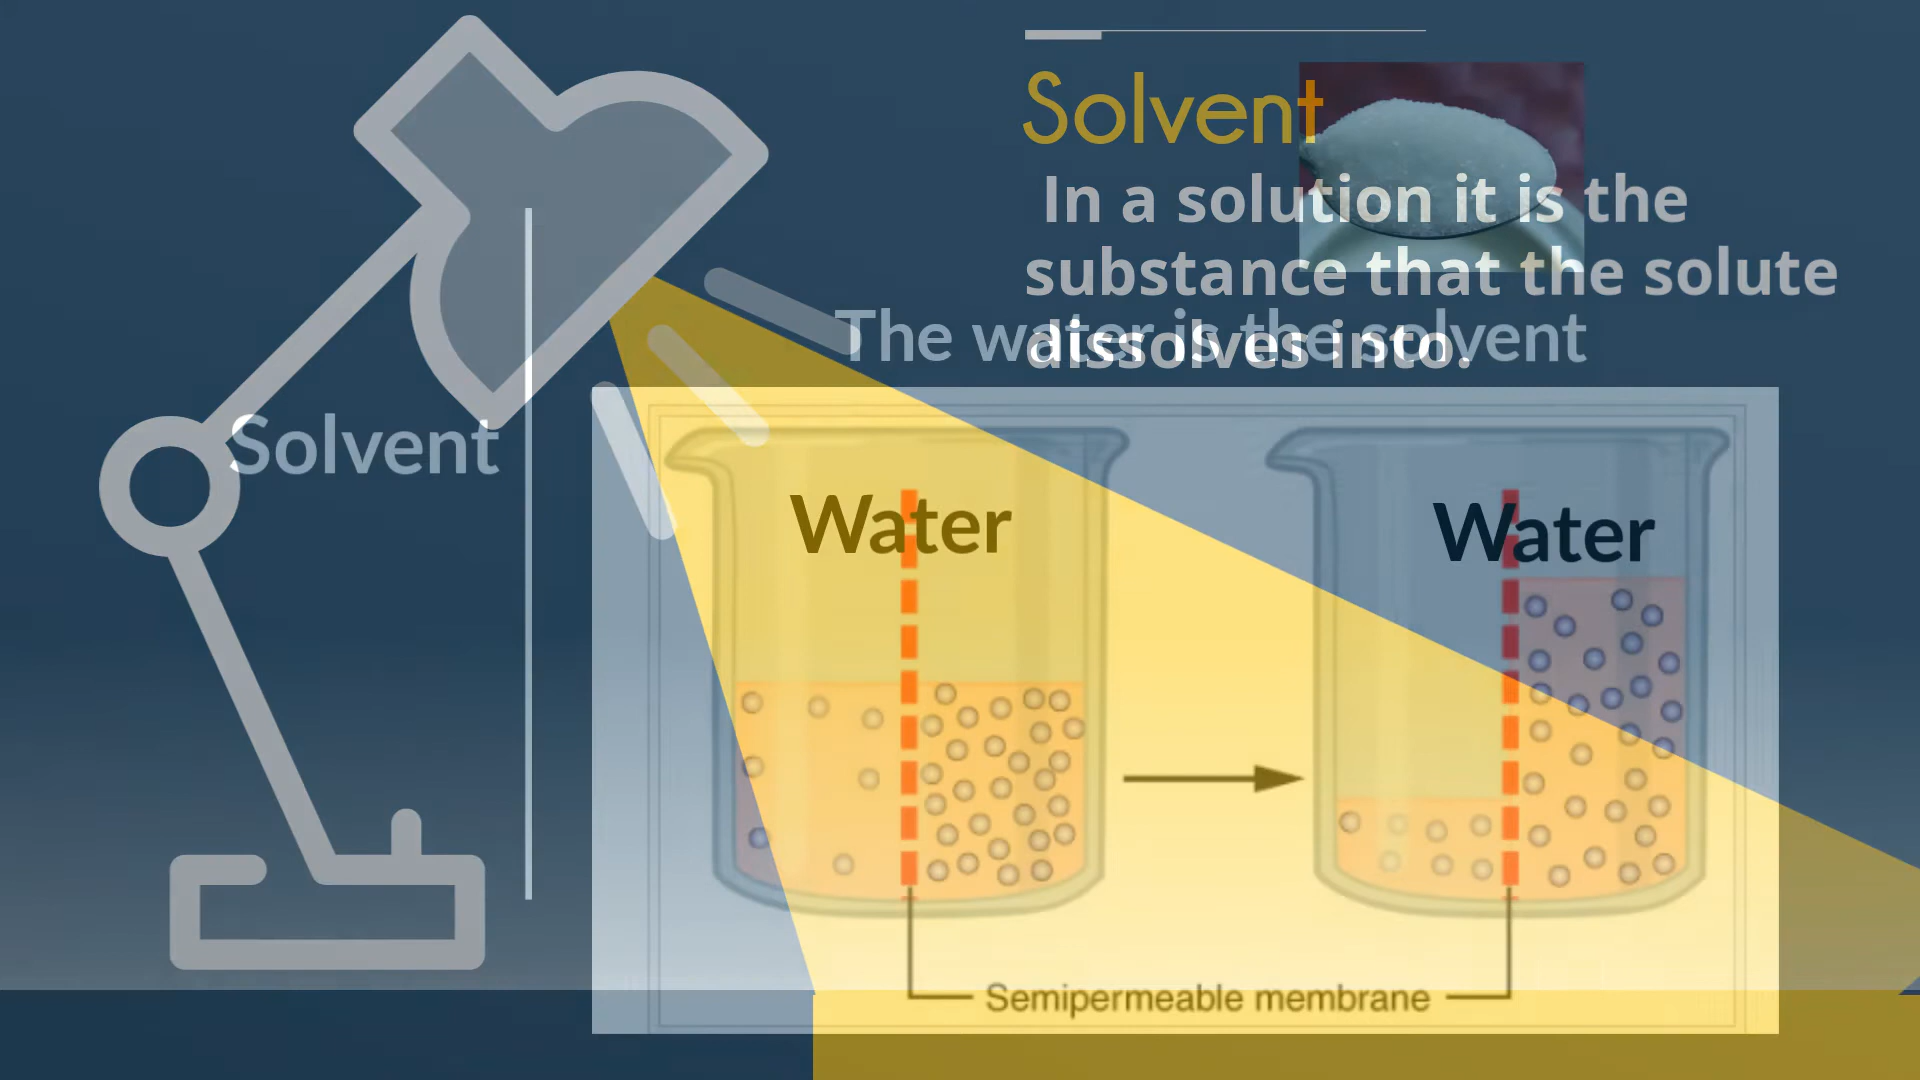 Solvent
In a solution it is the
substance that the solute
dissolves into.
The water is the solvent
Solvent
Water
Water
Semipermeable membrane